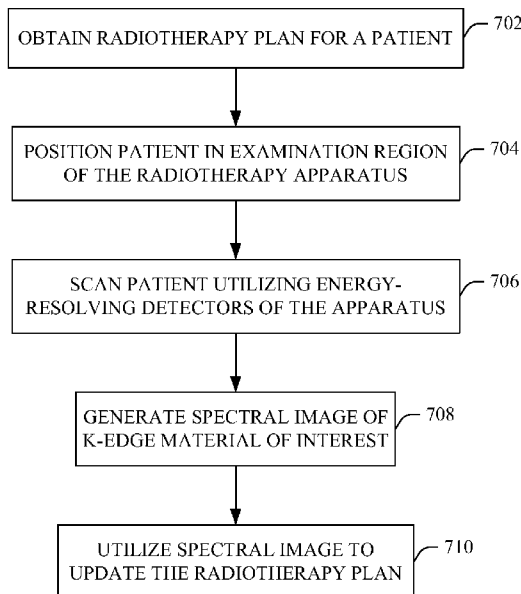 OBTAIN RADIOTHERAPY PLAN FOR A PATIENT
702
POSITION PATIENT IN EXAMINATION REGION
OF THE RADIOTHERAPY APPARATUS
704
SCAN PATIENT UTILIZING ENERGY-
RESOLVING DETECTORS OF THE APPARATUS
706
GENERATE SPECTRAL IMAGE OF
K-EDGE MATERIAL OF INTEREST
708
UTILIZE SPECTRAL IMAGE TO
UPDATE THE RADIOTHERAPY PLAN
710